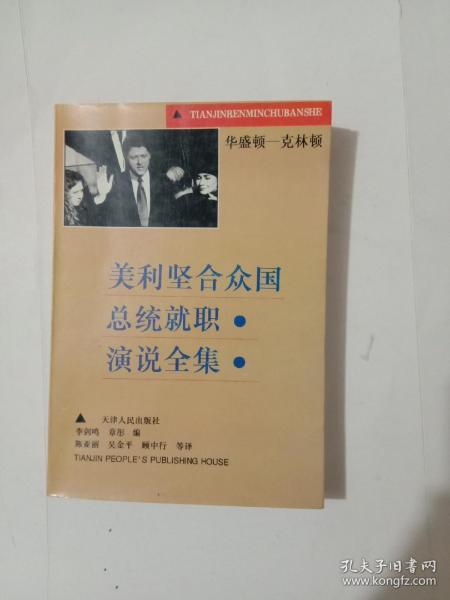 ▲ TIANJINRENMINCHUBANSHE
华盛顿—克林顿
美利坚合众国
总统就职●
演说全集●
▲ 天津人民出版社
李剑鸣 章彤 编
陈亚丽 吴金平 顾中行 等译
TIANJIN PEOPLE'S PUBLISHING HOUSE
孔夫子旧书网
www.kongfz.com